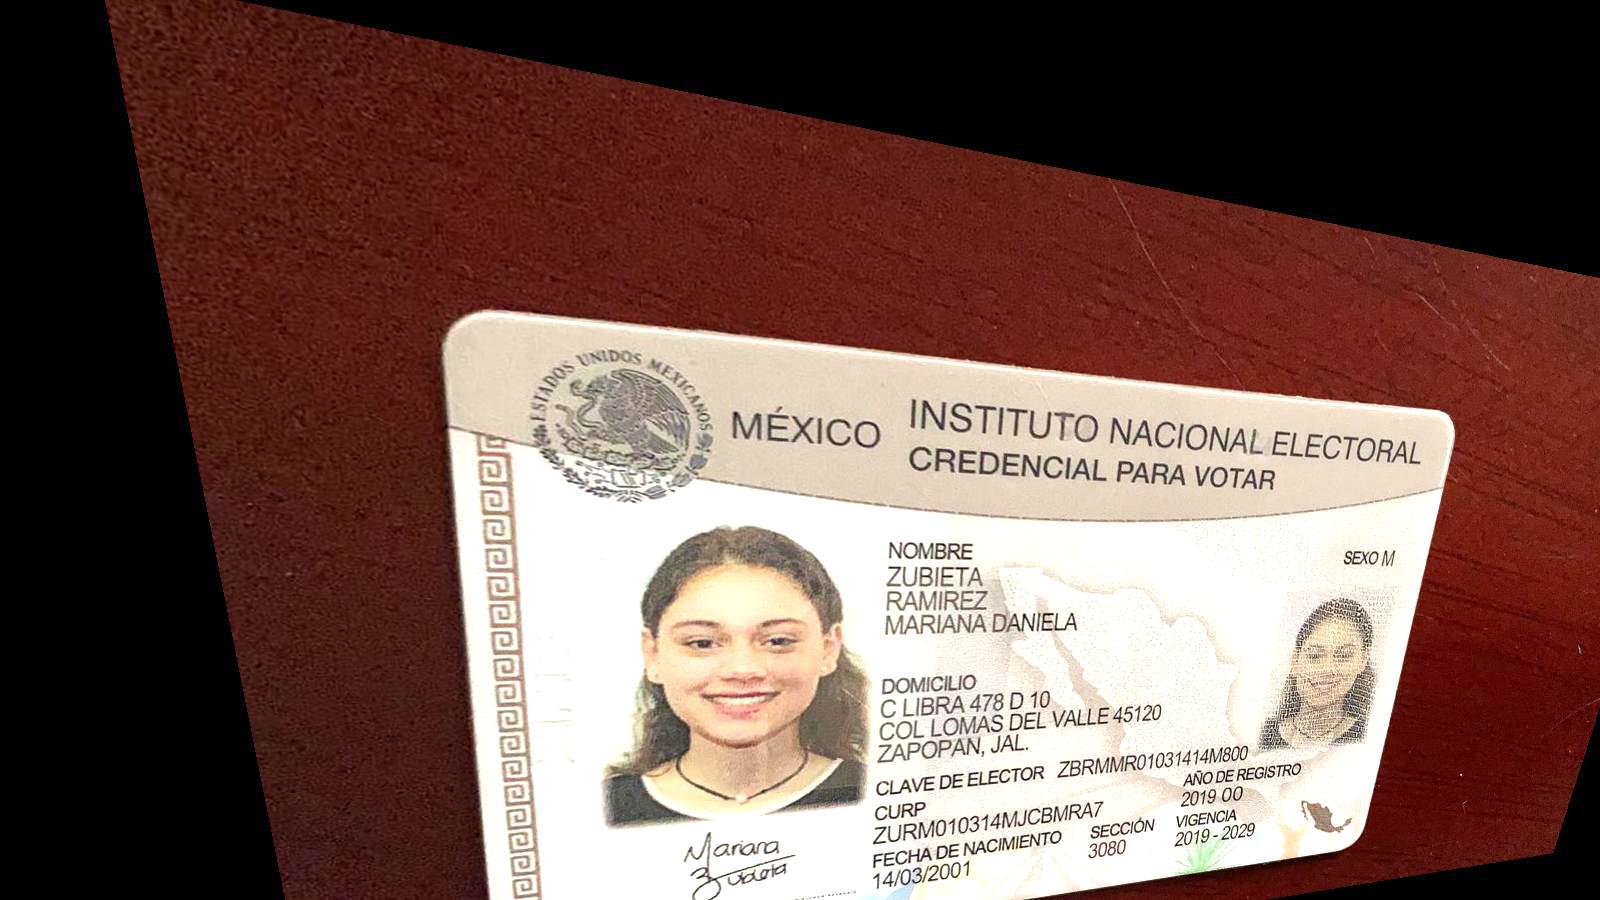 ESTADOS UNIDOS MEXICANOS
MÉXICO
INSTITUTO NACIONAL ELECTORAL
CREDENCIAL PARA VOTAR
NOMBRE
ZUBIETA
RAMIREZ
MARIANA DANIELA
SEXO M
DOMICILIO
C LIBRA 478 D 10
COL LOMAS DEL VALLE 45120
ZAPOPAN, JAL.
CLAVE DE ELECTOR ZBRMMR01031414M800
CURP
ZURM010314MJCBMRA7
AÑO DE REGISTRO
2019 00
FECHA DE NACIMIENTO
14/03/2001
SECCIÓN
3080
VIGENCIA
2019 - 2029
Mariana
Zubieta